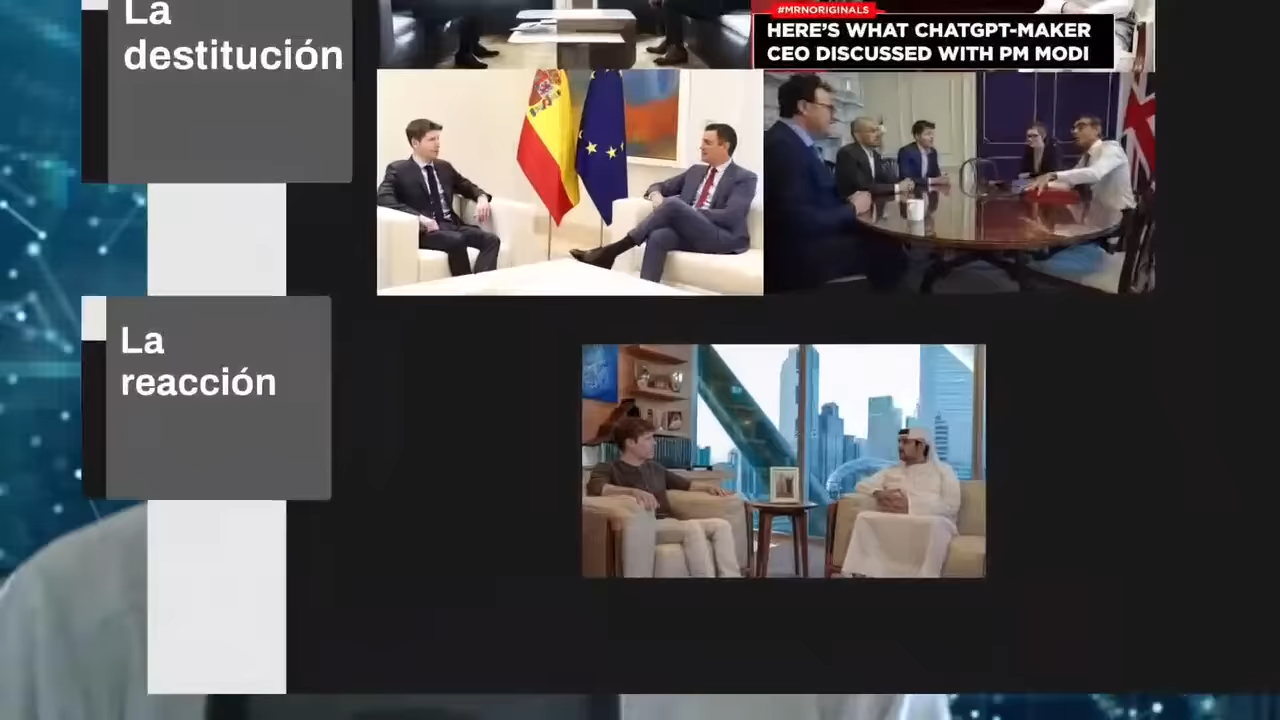 La
destitución
#MRNORIGINALS
HERE'S WHAT CHATGPT-MAKER
CEO DISCUSSED WITH PM MODI
La
reacción